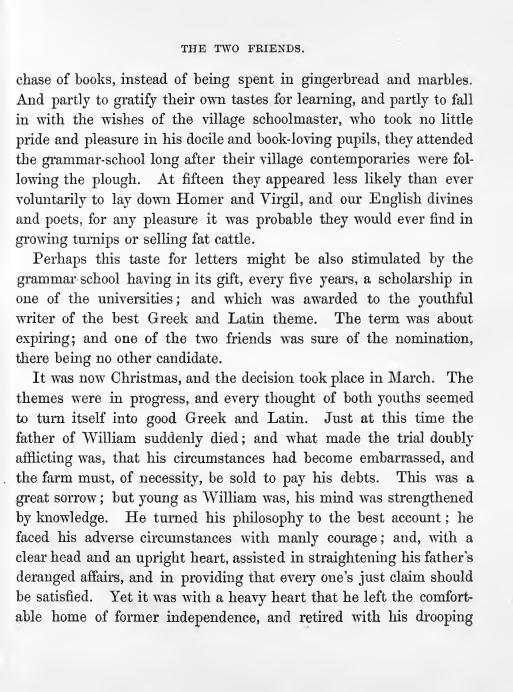 THE TWO FRIENDS.
chase of books, instead of being spent in gingerbread and marbles.
And partly to gratify their own tastes for learning, and partly to fall
in with the wishes of the village schoolmaster, who took no little
pride and pleasure in his docile and book-loving pupils, they attended
the grammar-school long after their village contemporaries were fol-
lowing the plough. At fifteen they appeared less likely than ever
voluntarily to lay down Homer and Virgil, and our English divines
and poets, for any pleasure it was probable they would ever find in
growing turnips or selling fat cattle.
Perhaps this taste for letters might be also stimulated by the
grammar-school having in its gift, every five years, a scholarship in
one of the universities; and which was awarded to the youthful
writer of the best Greek and Latin theme. The term was about
expiring; and one of the two friends was sure of the nomination,
there being no other candidate.
It was now Christmas, and the decision took place in March. The
themes were in progress, and every thought of both youths seemed
to turn itself into good Greek and Latin. Just at this time the
father of William suddenly died; and what made the trial doubly
afflicting was, that his circumstances had become embarrassed, and
the farm must, of necessity, be sold to pay his debts. This was a
great sorrow; but young as William was, his mind was strengthened
by knowledge. He turned his philosophy to the best account; he
faced his adverse circumstances with manly courage; and, with a
clear head and an upright heart, assisted in straightening his father's
deranged affairs, and in providing that every one's just claim should
be satisfied. Yet it was with a heavy heart that he left the comfort-
able home of former independence, and retired with his drooping